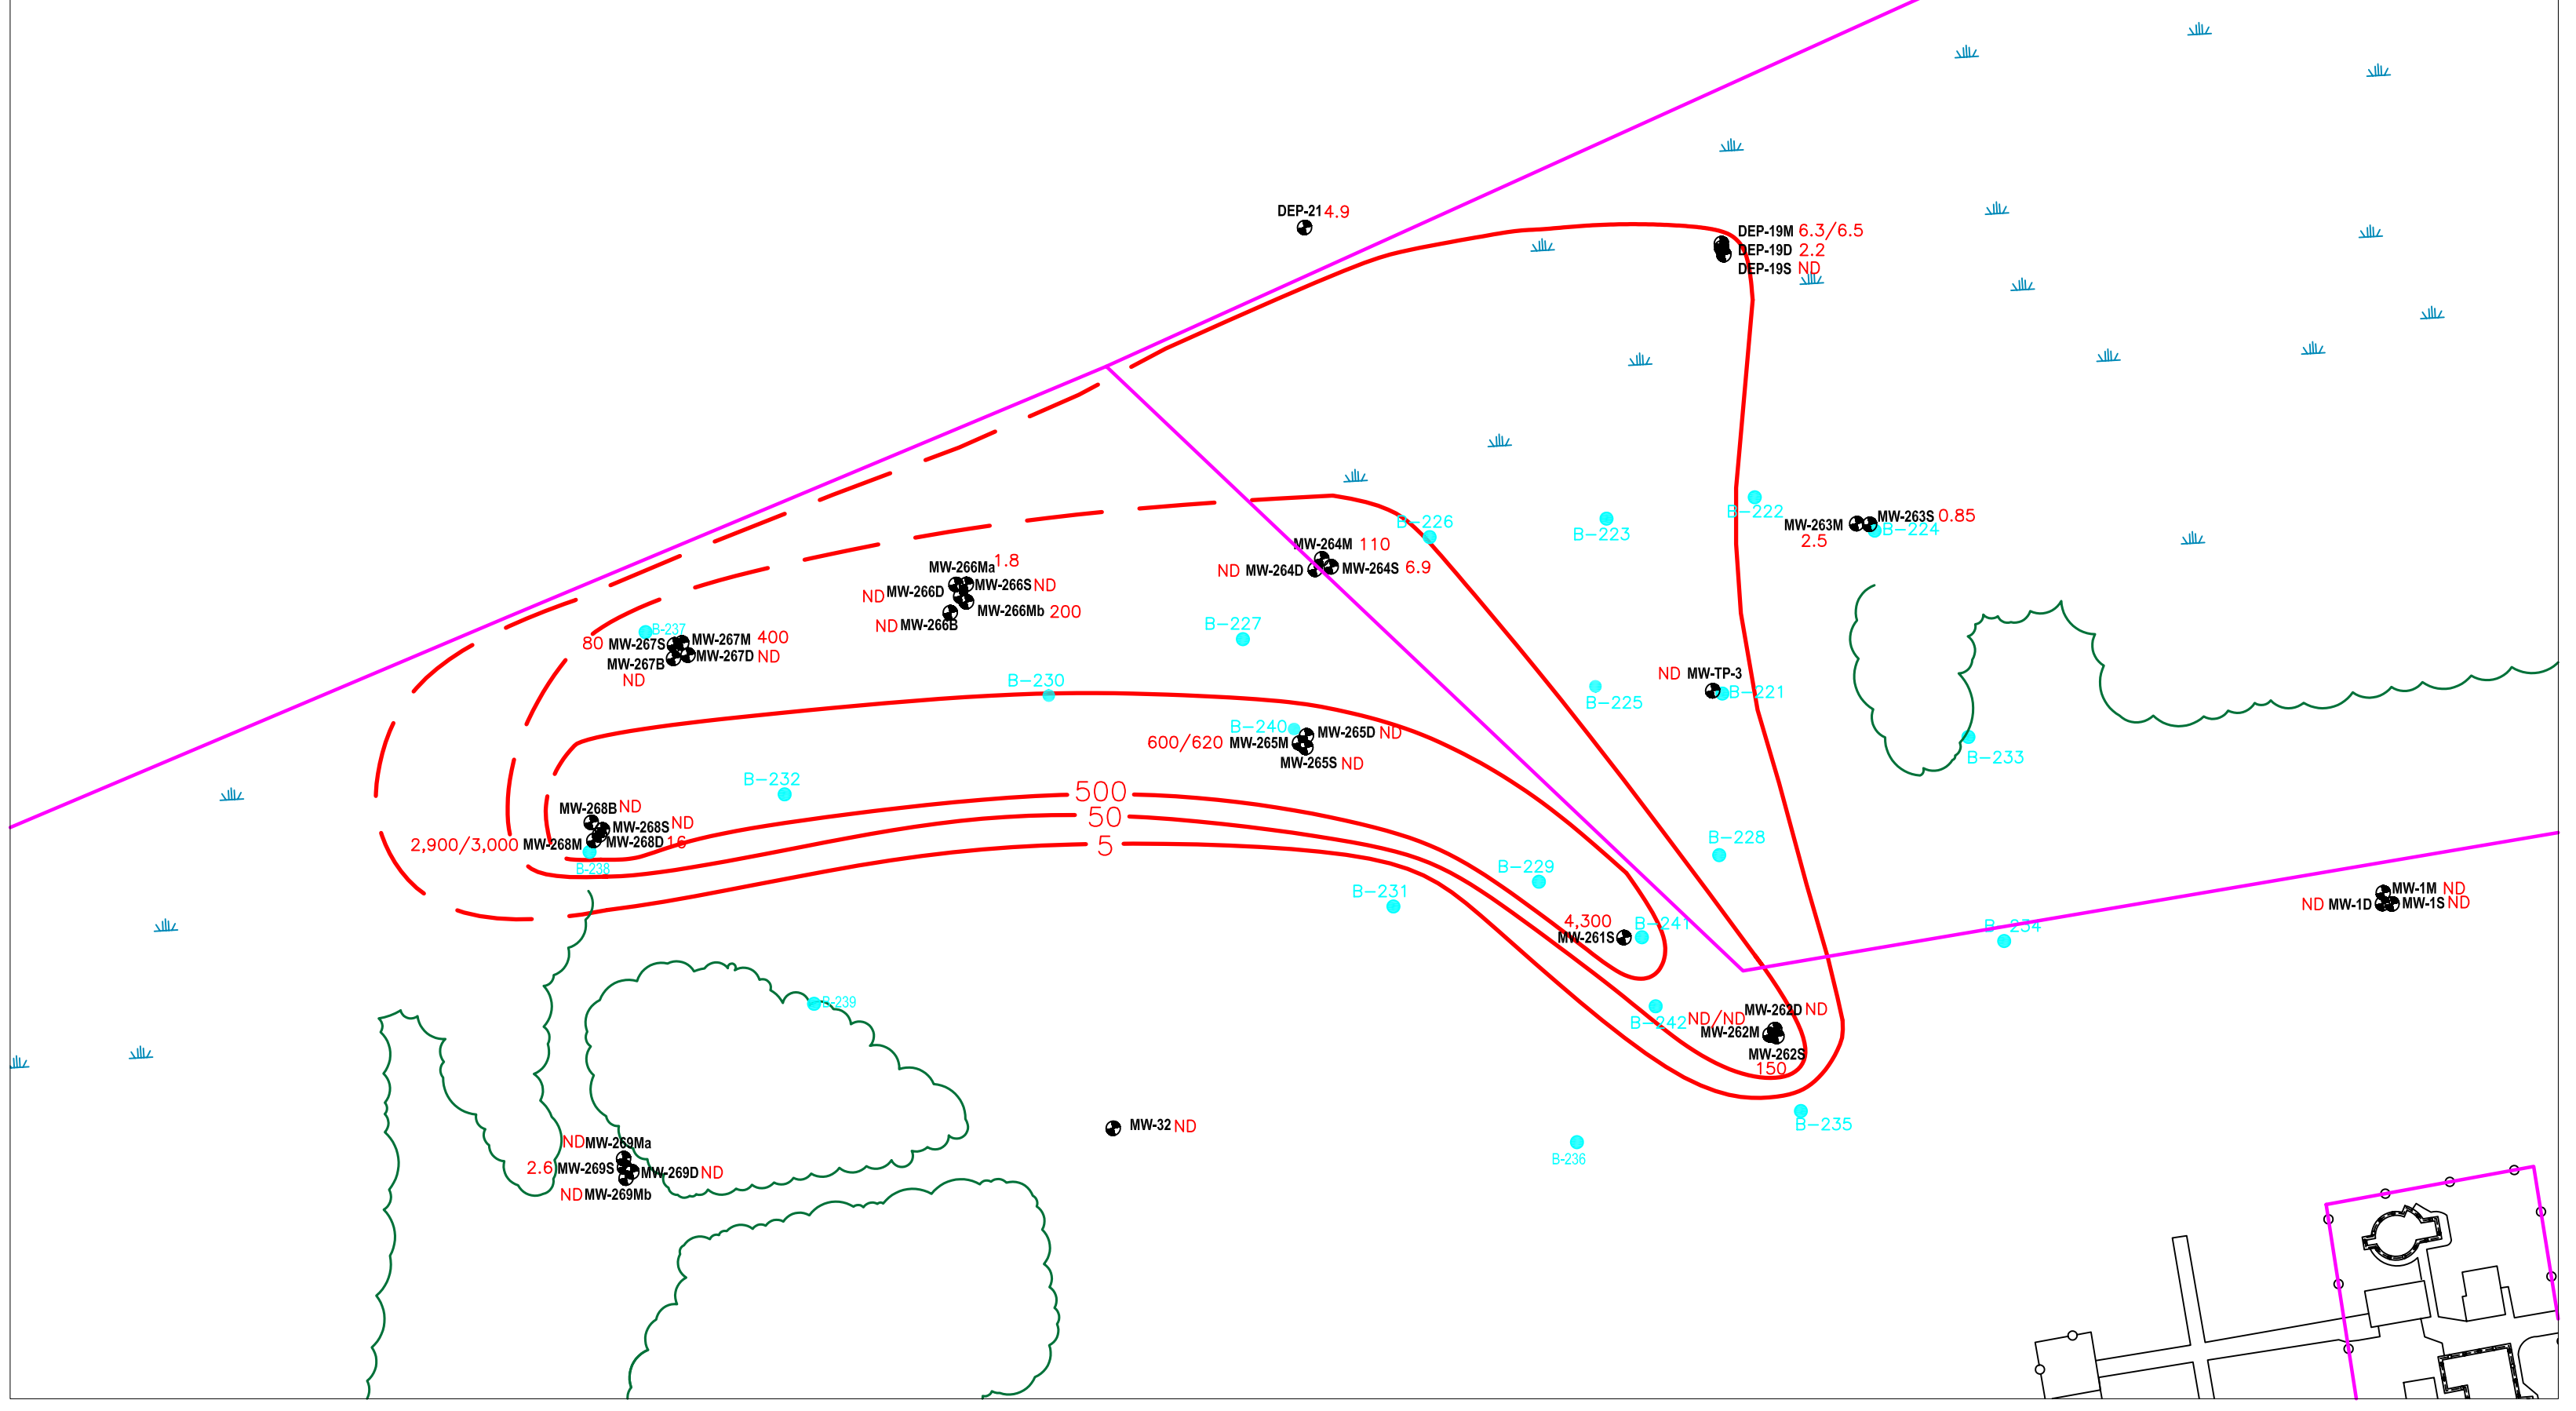 DEP-21 4.9
DEP-19M 6.3/6.5
DEP-19D 2.2
DEP-19S ND
B-226
B-223
B-222
MW-263M
2.5
MW-263S 0.85
B-224
MW-264M 110
ND MW-264D
MW-264S 6.9
MW-266Ma 1.8
ND MW-266D
MW-266S ND
MW-266Mb 200
ND MW-266B
B-237
80 MW-267S
MW-267M 400
MW-267B
ND
MW-267D ND
B-227
B-230
B-225
ND MW-TP-3
B-221
B-240
MW-265D ND
600/620 MW-265M
MW-265S ND
B-233
B-232
500
50
5
MW-268B ND
MW-268S ND
2,900/3,000 MW-268M
MW-268D 16
B-238
B-228
B-229
B-231
4,300
MW-261S
B-241
B-234
MW-1M ND
ND MW-1D
MW-1S ND
B-239
B-242
MW-262D ND
ND/ND
MW-262M
MW-262S
150
B-235
B-236
MW-32 ND
ND MW-269Ma
2.6 MW-269S
MW-269D ND
ND MW-269Mb